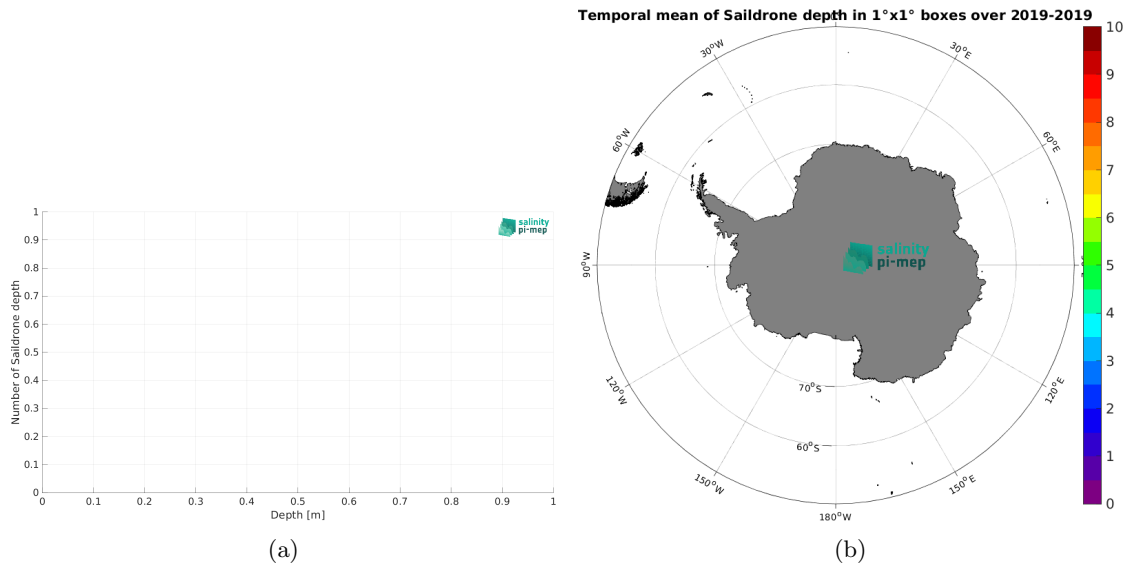 Temporal mean of Saildrone depth in 1°x1° boxes over 2019-2019
1
0.9
0.8
0.7
0.6
0.5
0.4
0.3
0.2
0.1
0
Number of Saildrone depth
0
0.1
0.2
0.3
0.4
0.5
0.6
0.7
0.8
0.9
1
Depth [m]
salinity
pi-mep
(a)
30°W
30°E
60°W
60°E
90°W
120°W
120°E
150°W
150°E
180°W
70°S
60°S
salinity
pi-mep
10
9
8
7
6
5
4
3
2
1
0
(b)